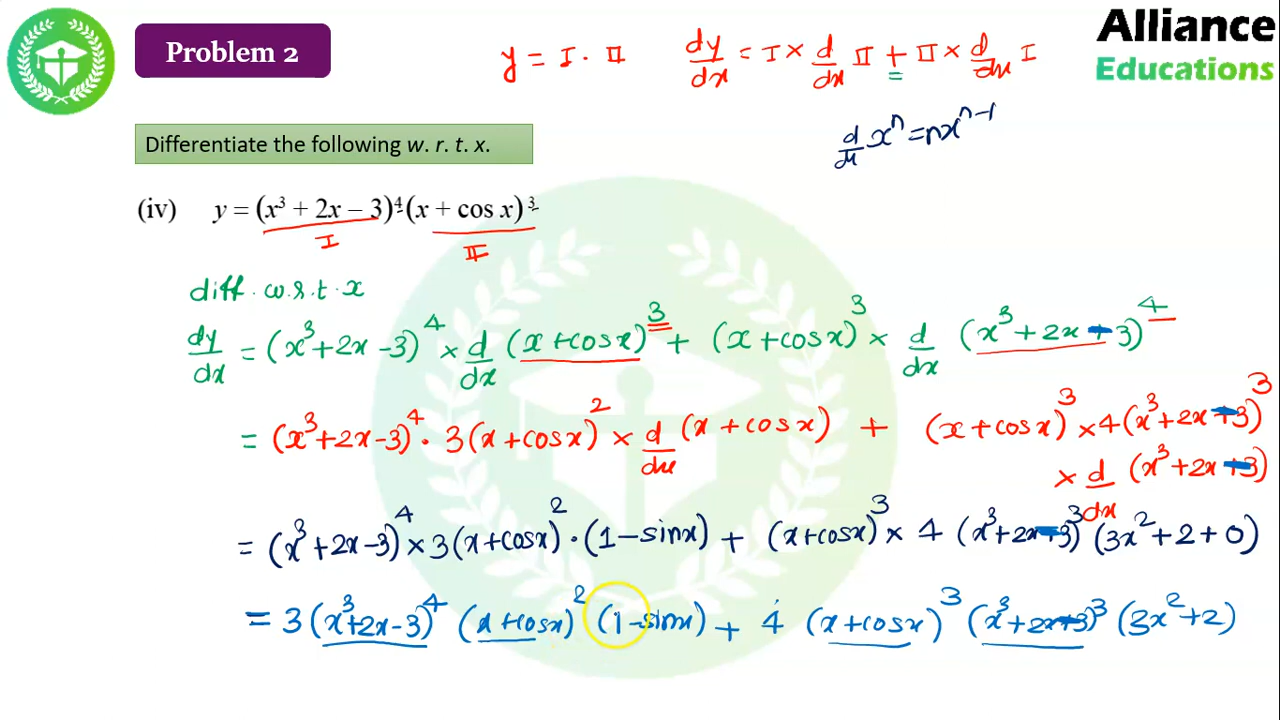 Problem 2
Alliance
Educations
y = I · II    dy/dx = I × d/dx II + II × d/dx I
d/dx xⁿ = nxⁿ⁻¹
Differentiate the following w. r. t. x.
(iv) y = (x³ + 2x – 3)⁴ (x + cos x)³
I II
diff. w.r.t. x
dy/dx = (x³+2x-3)⁴ × d/dx (x+cosx)³ + (x+cosx)³ × d/dx (x³+2x-3)⁴
= (x³+2x-3)⁴ · 3(x+cosx)² × d/dx (x+cosx) + (x+cosx)³ × 4(x³+2x-3)³
× d/dx (x³+2x-3)
= (x³+2x-3)⁴ × 3(x+cosx)² · (1-sinx) + (x+cosx)³ × 4 (x³+2x-3)³ (3x²+2+0)
= 3(x³+2x-3)⁴ (x+cosx)² (1-sinx) + 4 (x+cosx)³ (x³+2x-3)³ (3x²+2)